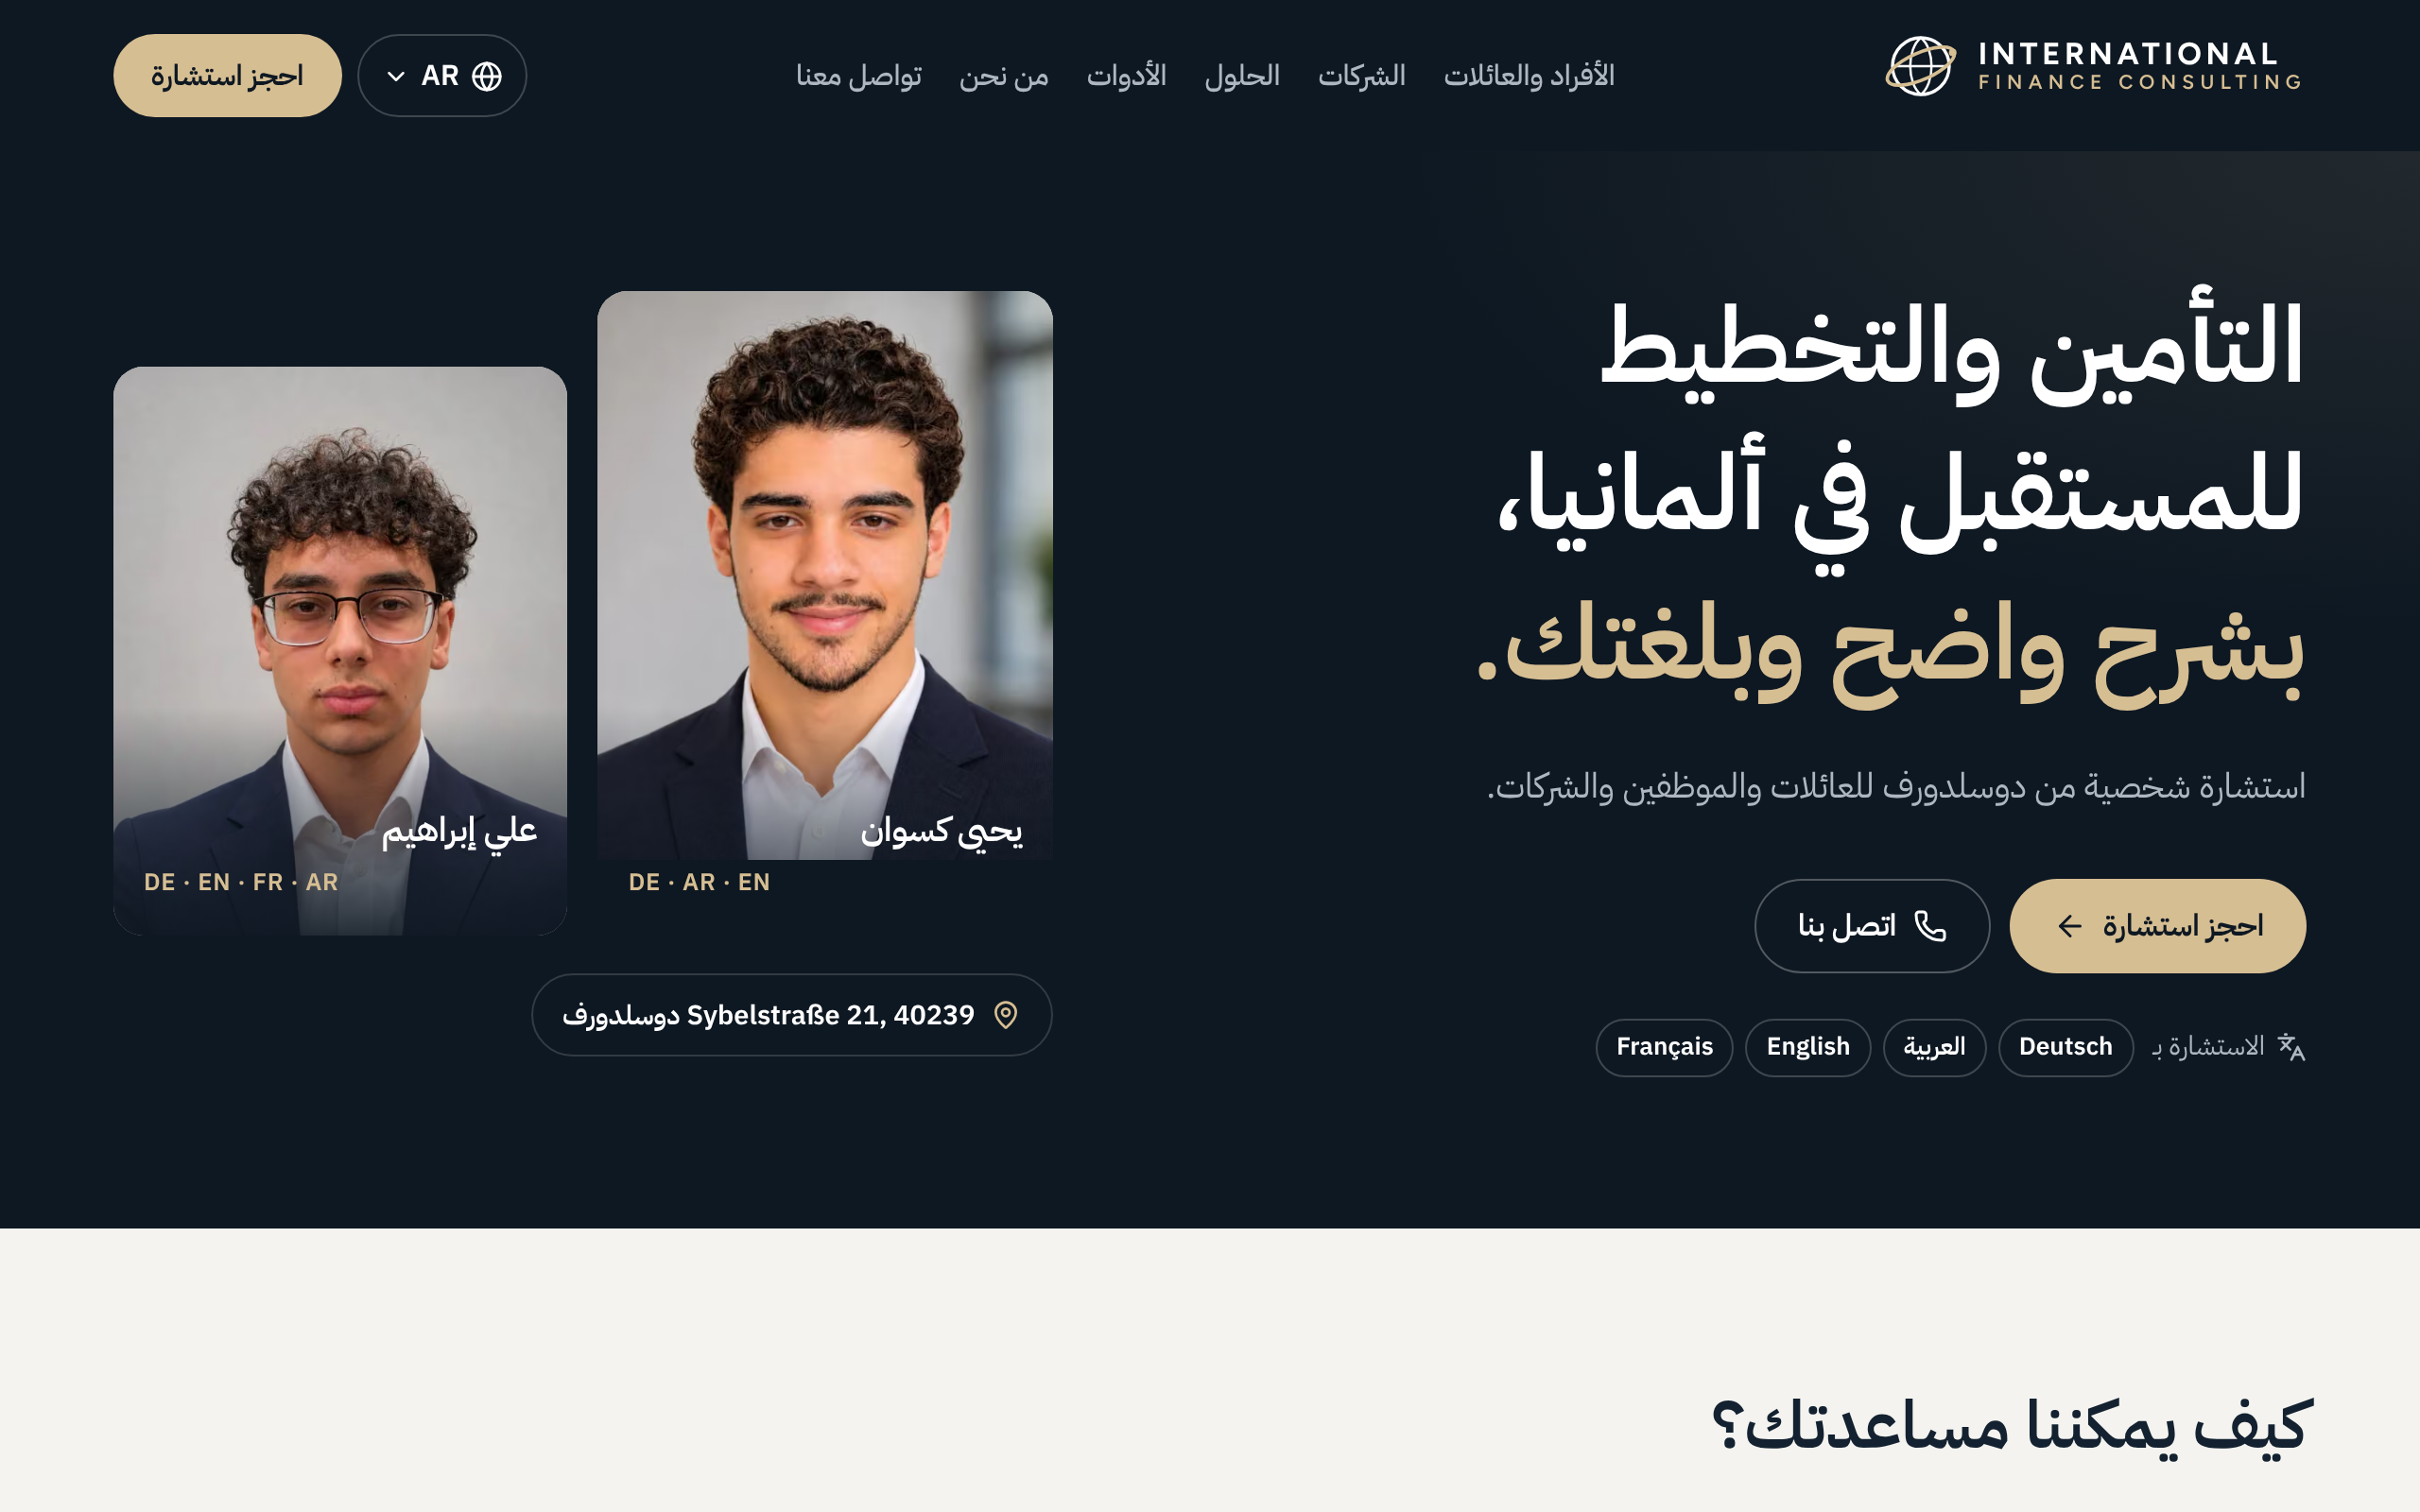 INTERNATIONAL
FINANCE CONSULTING
الأفراد والعائلات
الشركات
الحلول
الأدوات
من نحن
تواصل معنا
AR
احجز استشارة
التأمين والتخطيط
للمستقبل في ألمانيا،
بشرح واضح وبلغتك.
استشارة شخصية من دوسلدورف للعائلات والموظفين والشركات.
احجز استشارة
اتصل بنا
الاستشارة بـ
Deutsch
العربية
English
Français
يحيى كسوان
DE · AR · EN
علي إبراهيم
DE · EN · FR · AR
Sybelstraße 21, 40239 دوسلدورف
كيف يمكننا مساعدتك؟